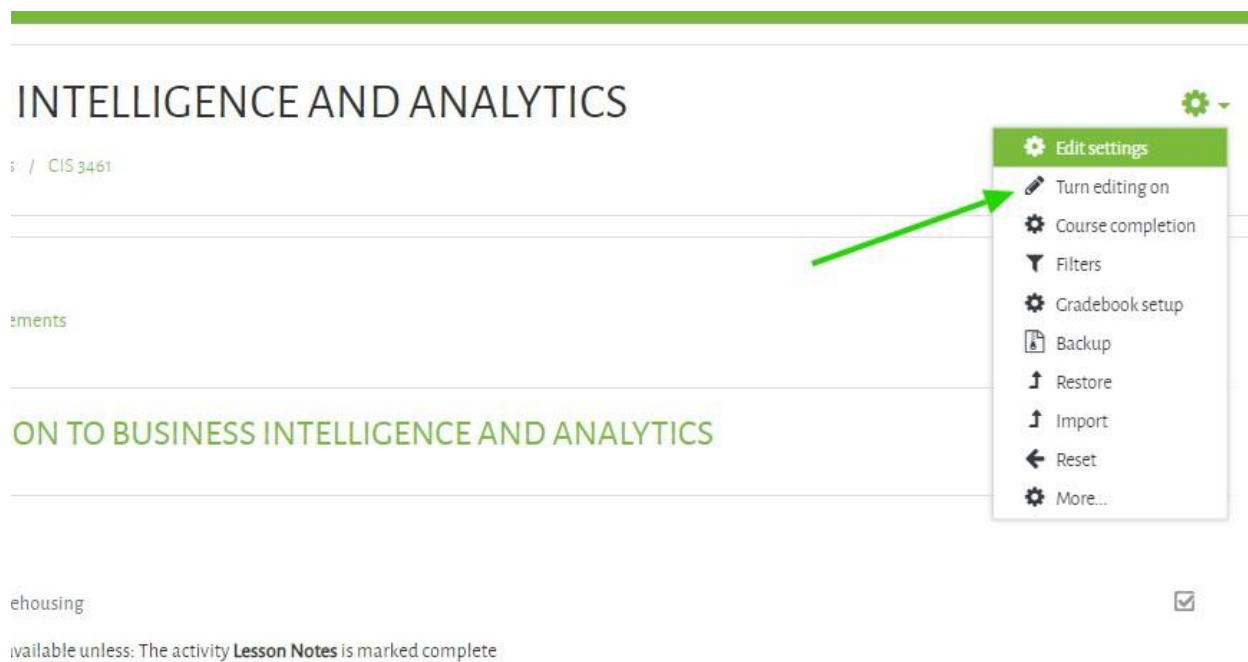 INTELLIGENCE AND ANALYTICS
/ CIS 3461
Edit settings
Turn editing on
Course completion
Filters
Gradebook setup
Backup
Restore
Import
Reset
More...
ements
ON TO BUSINESS INTELLIGENCE AND ANALYTICS
ehousing
vailable unless: The activity Lesson Notes is marked complete